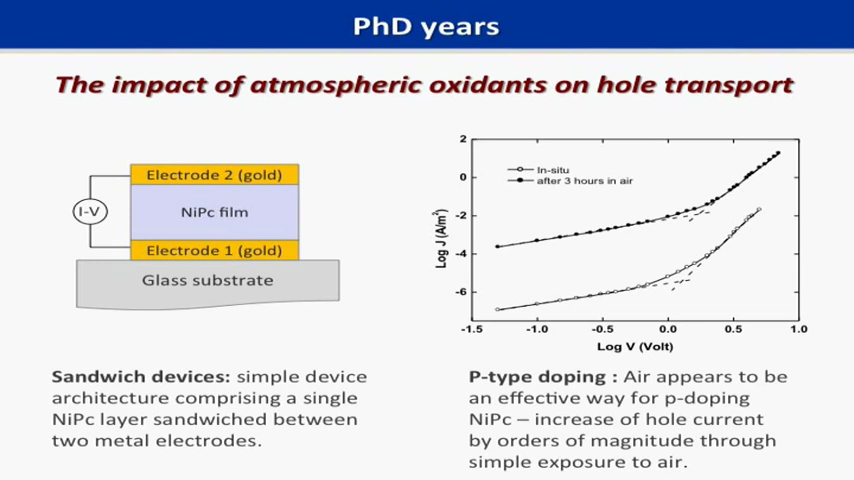 PhD years
The impact of atmospheric oxidants on hole transport
Electrode 2 (gold)
I-V
NiPc film
Electrode 1 (gold)
Glass substrate
2
0
-2
-4
-6
Log J (A/m²)
In-situ
after 3 hours in air
-1.5 -1.0 -0.5 0.0 0.5 1.0
Log V (Volt)
Sandwich devices: simple device
architecture comprising a single
NiPc layer sandwiched between
two metal electrodes.
P-type doping : Air appears to be
an effective way for p-doping
NiPc – increase of hole current
by orders of magnitude through
simple exposure to air.